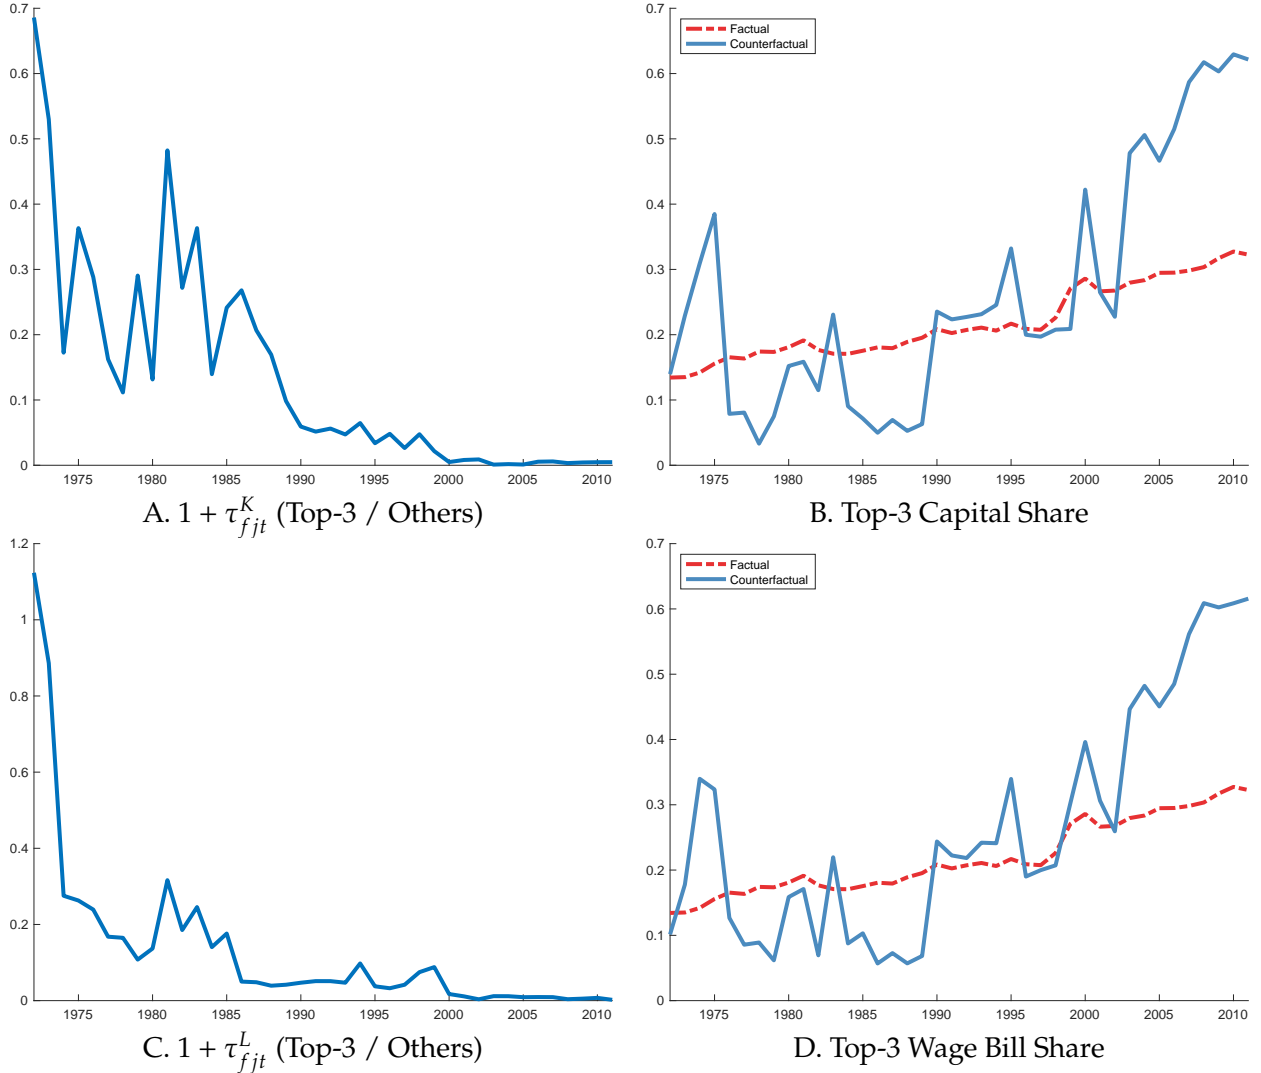 0.7
0.6
0.5
0.4
0.3
0.2
0.1
0
1975 1980 1985 1990 1995 2000 2005 2010
A. 1 + τ^K_{fjt} (Top-3 / Others)
0.7
0.6
0.5
0.4
0.3
0.2
0.1
0
Factual
Counterfactual
1975 1980 1985 1990 1995 2000 2005 2010
B. Top-3 Capital Share
1.2
1
0.8
0.6
0.4
0.2
0
1975 1980 1985 1990 1995 2000 2005 2010
C. 1 + τ^L_{fjt} (Top-3 / Others)
0.7
0.6
0.5
0.4
0.3
0.2
0.1
0
Factual
Counterfactual
1975 1980 1985 1990 1995 2000 2005 2010
D. Top-3 Wage Bill Share